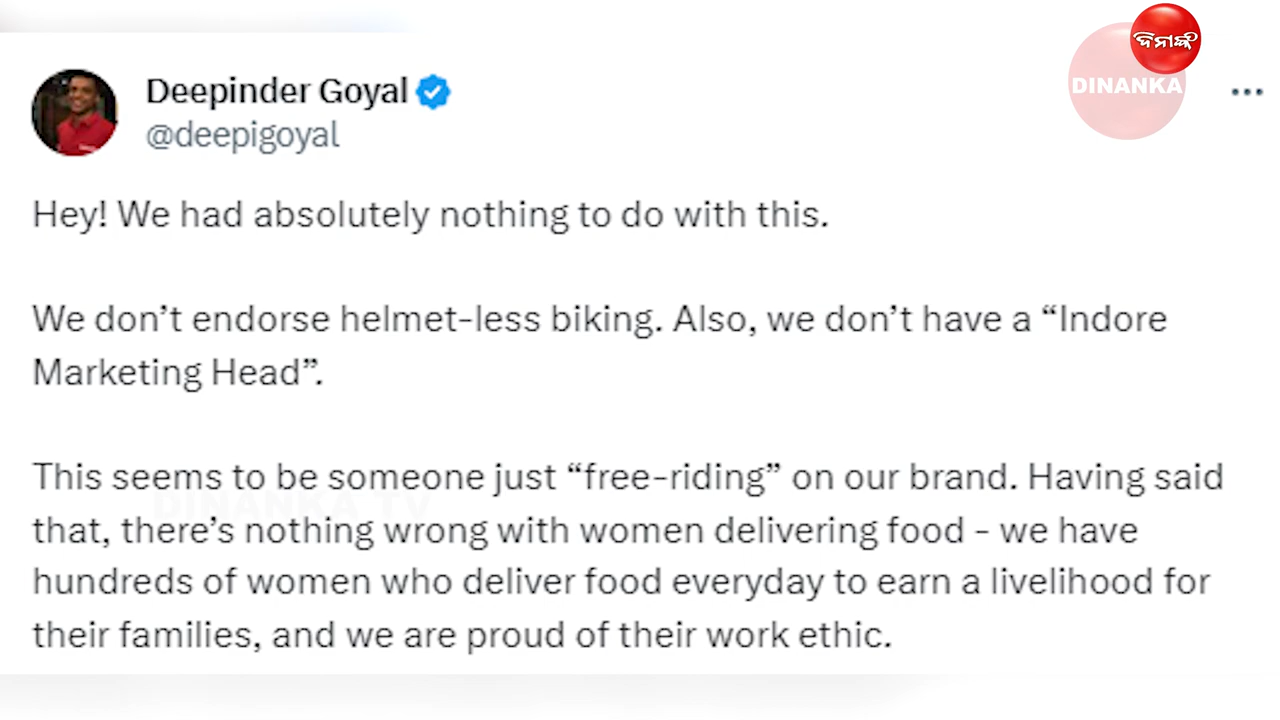 ଦିନାଙ୍କ
DINANKA
Deepinder Goyal
@deepigoyal
Hey! We had absolutely nothing to do with this.
We don’t endorse helmet-less biking. Also, we don’t have a “Indore
Marketing Head”.
This seems to be someone just “free-riding” on our brand. Having said
that, there’s nothing wrong with women delivering food - we have
hundreds of women who deliver food everyday to earn a livelihood for
their families, and we are proud of their work ethic.
DINANKA TV